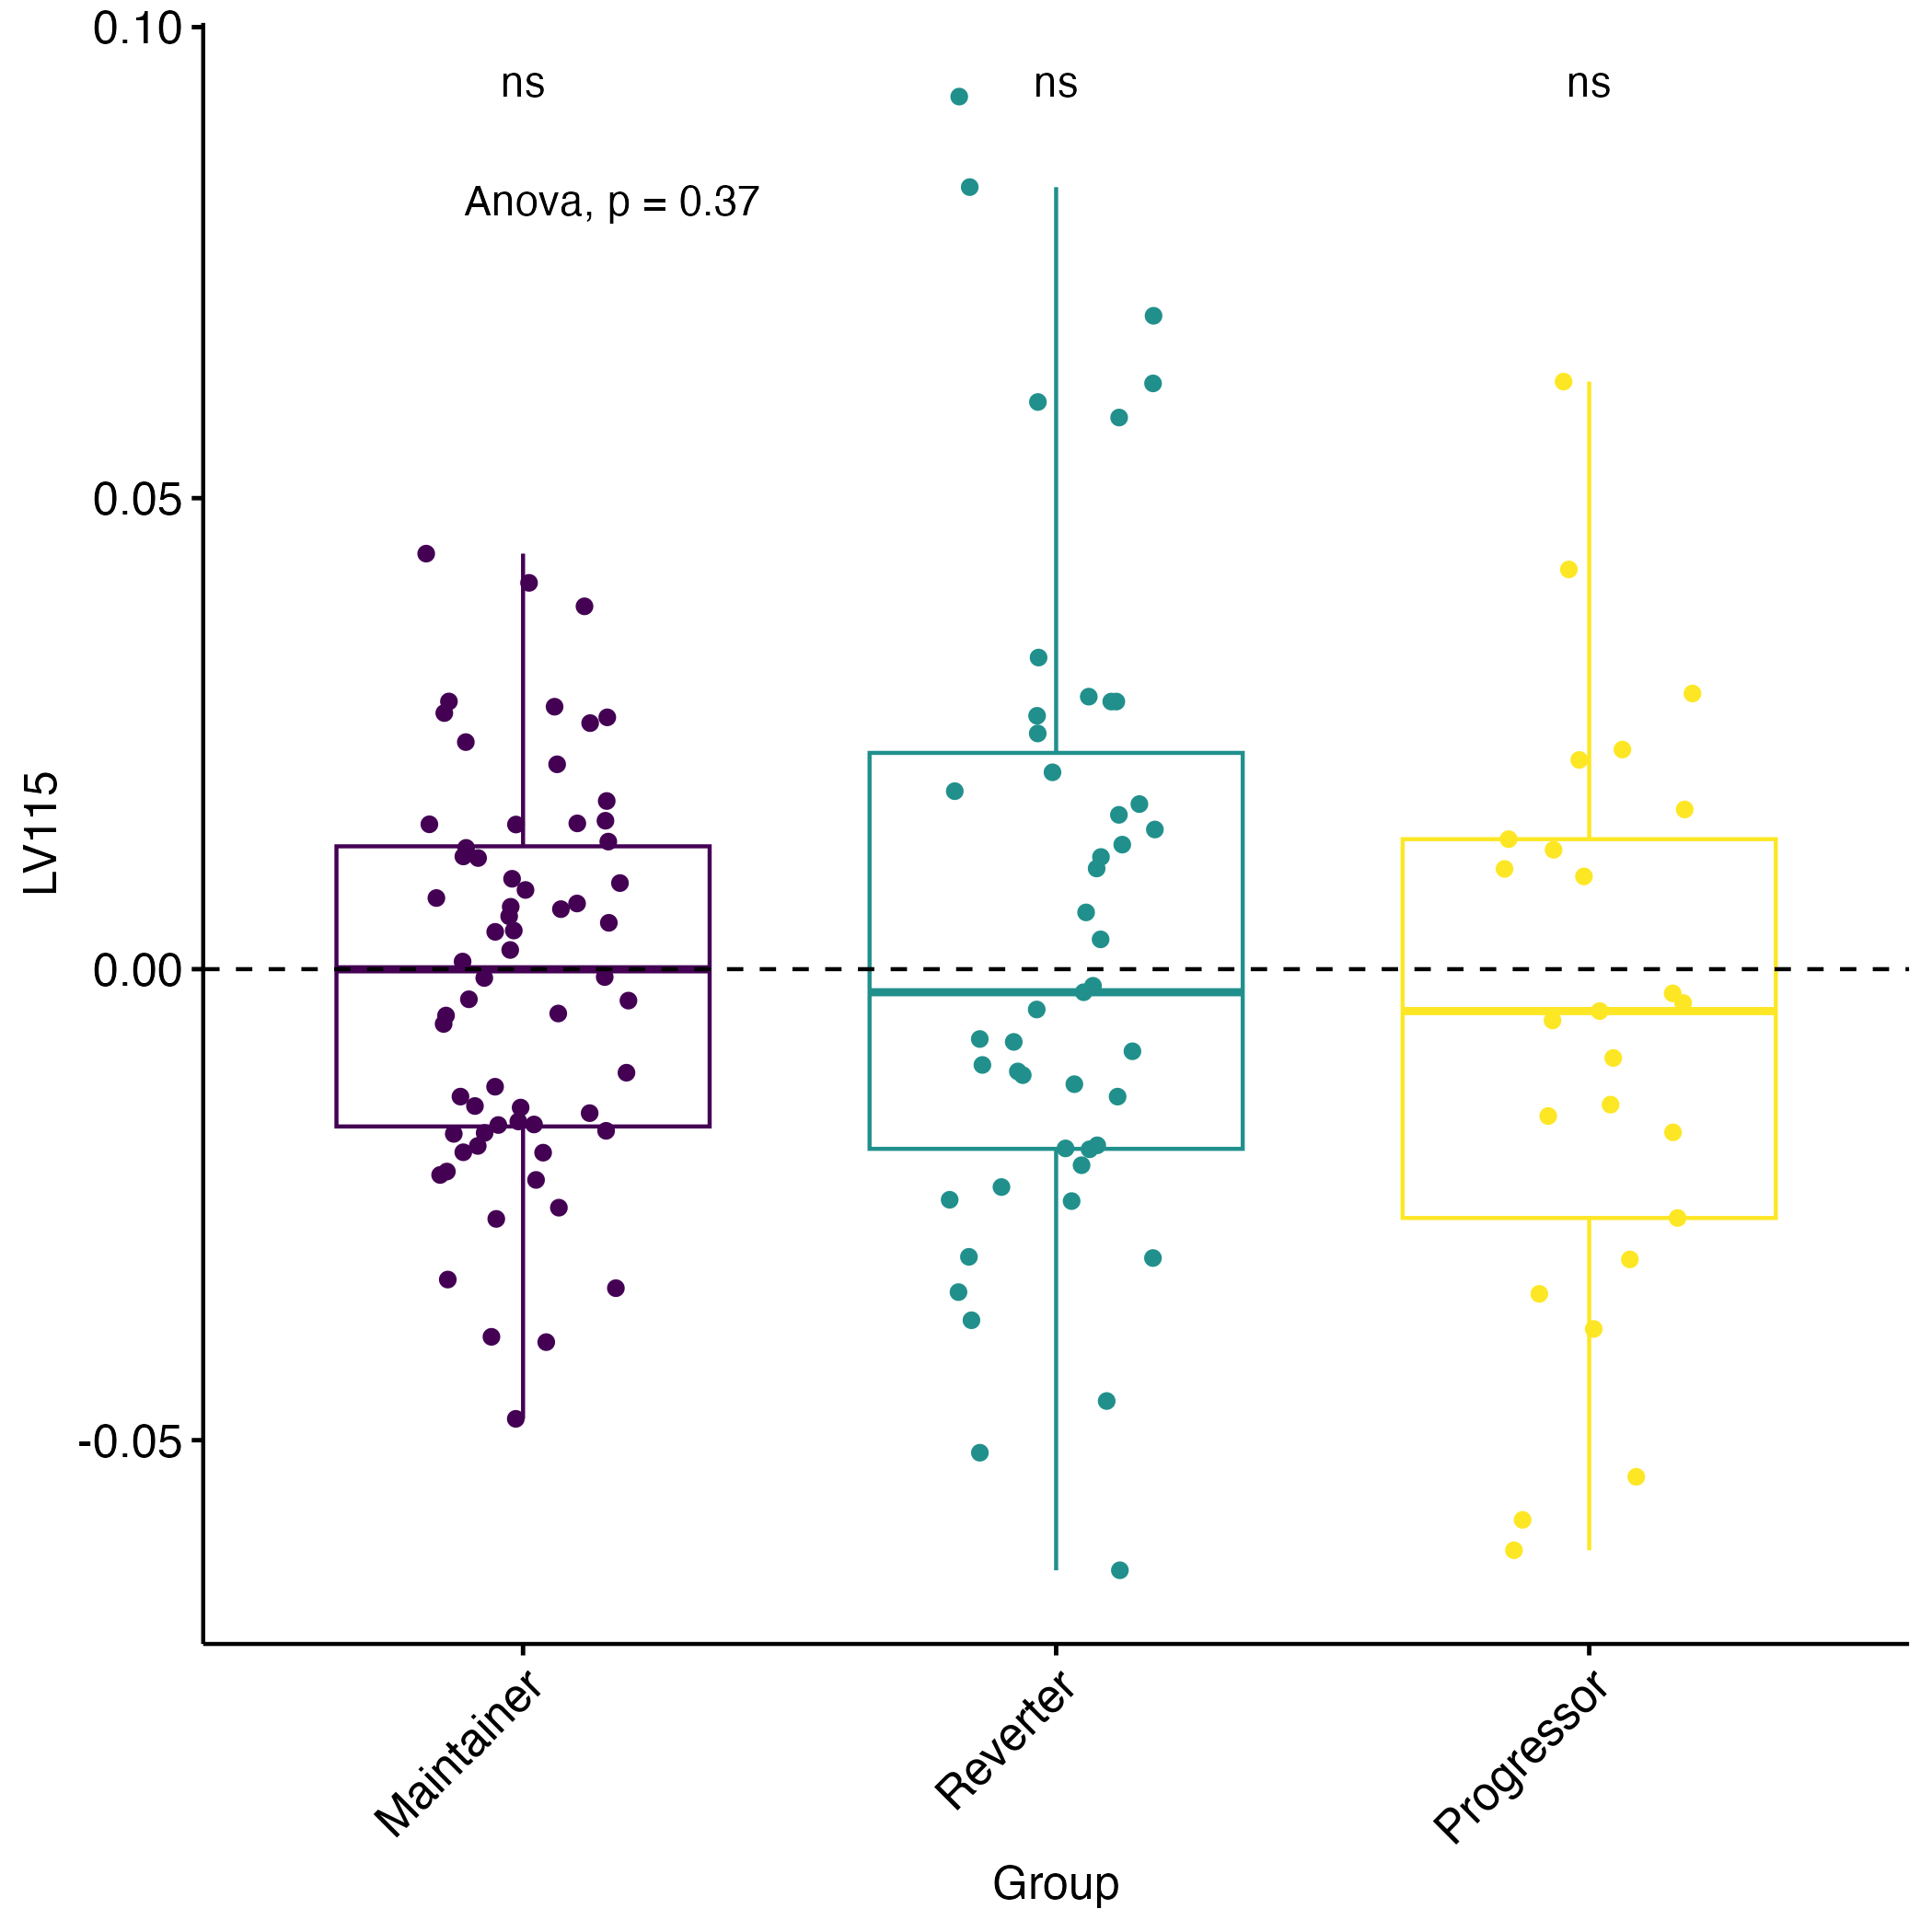 0.10
ns ns ns
Anova, p = 0.37
0.05
LV115
0.00
-0.05
Maintainer
Reverter
Progressor
Group